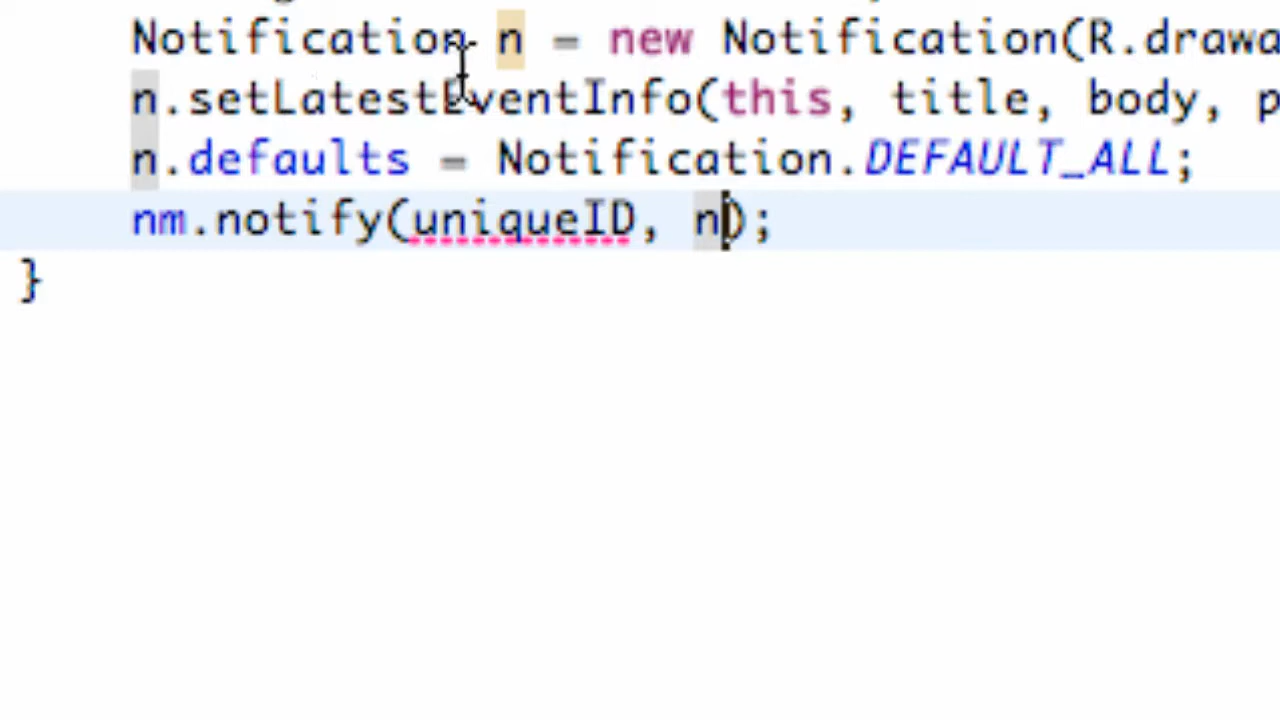 Notification n = new Notification(R.drawa
n.setLatestEventInfo(this, title, body, p
n.defaults = Notification.DEFAULT_ALL;
nm.notify(uniqueID, n);
}